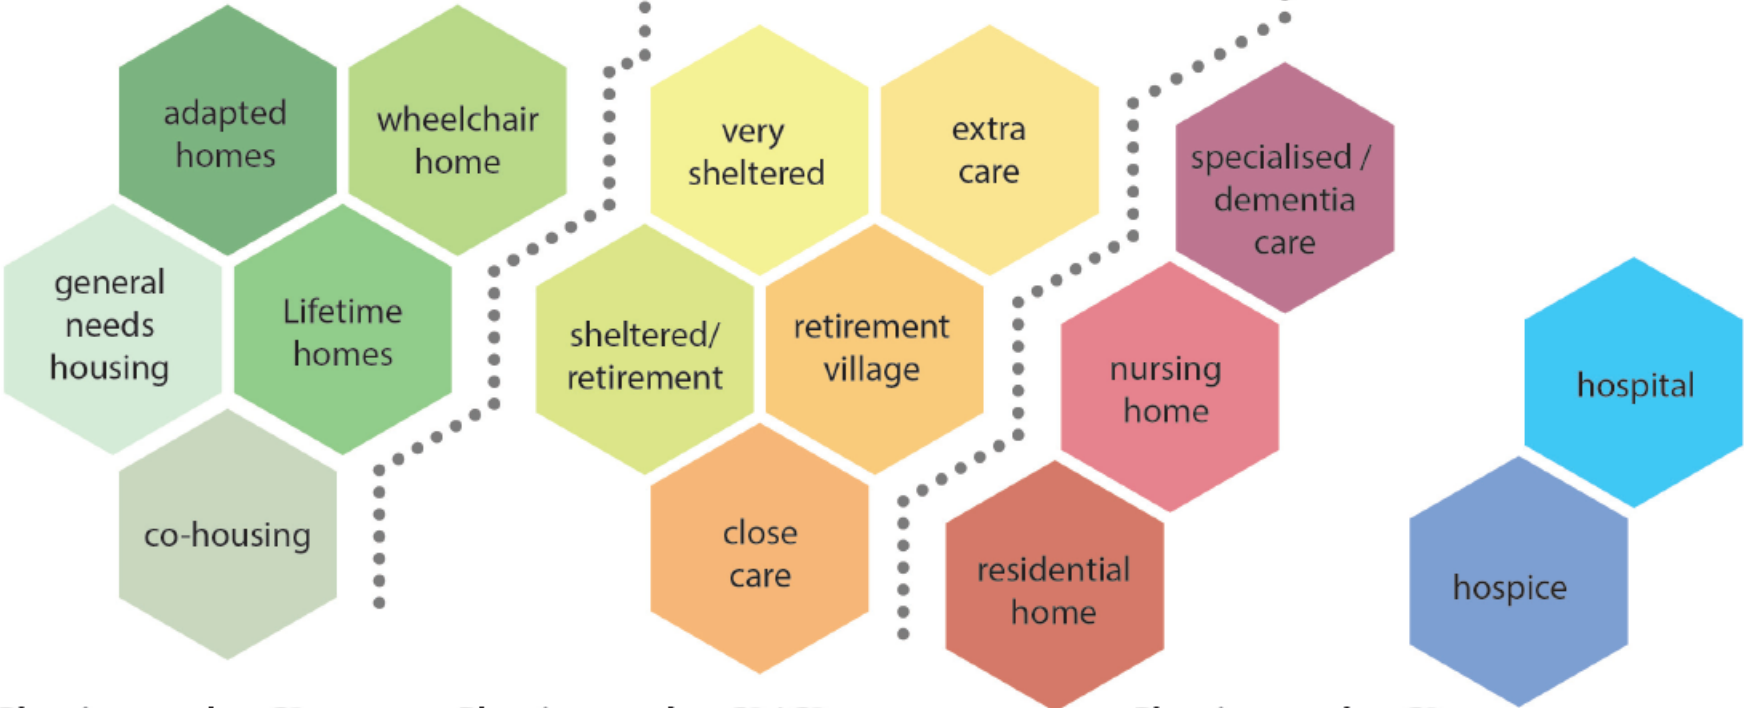 adapted
homes
wheelchair
home
general
needs
housing
Lifetime
homes
co-housing
very
sheltered
extra
care
sheltered/
retirement
retirement
village
close
care
specialised /
dementia
care
nursing
home
residential
home
hospital
hospice